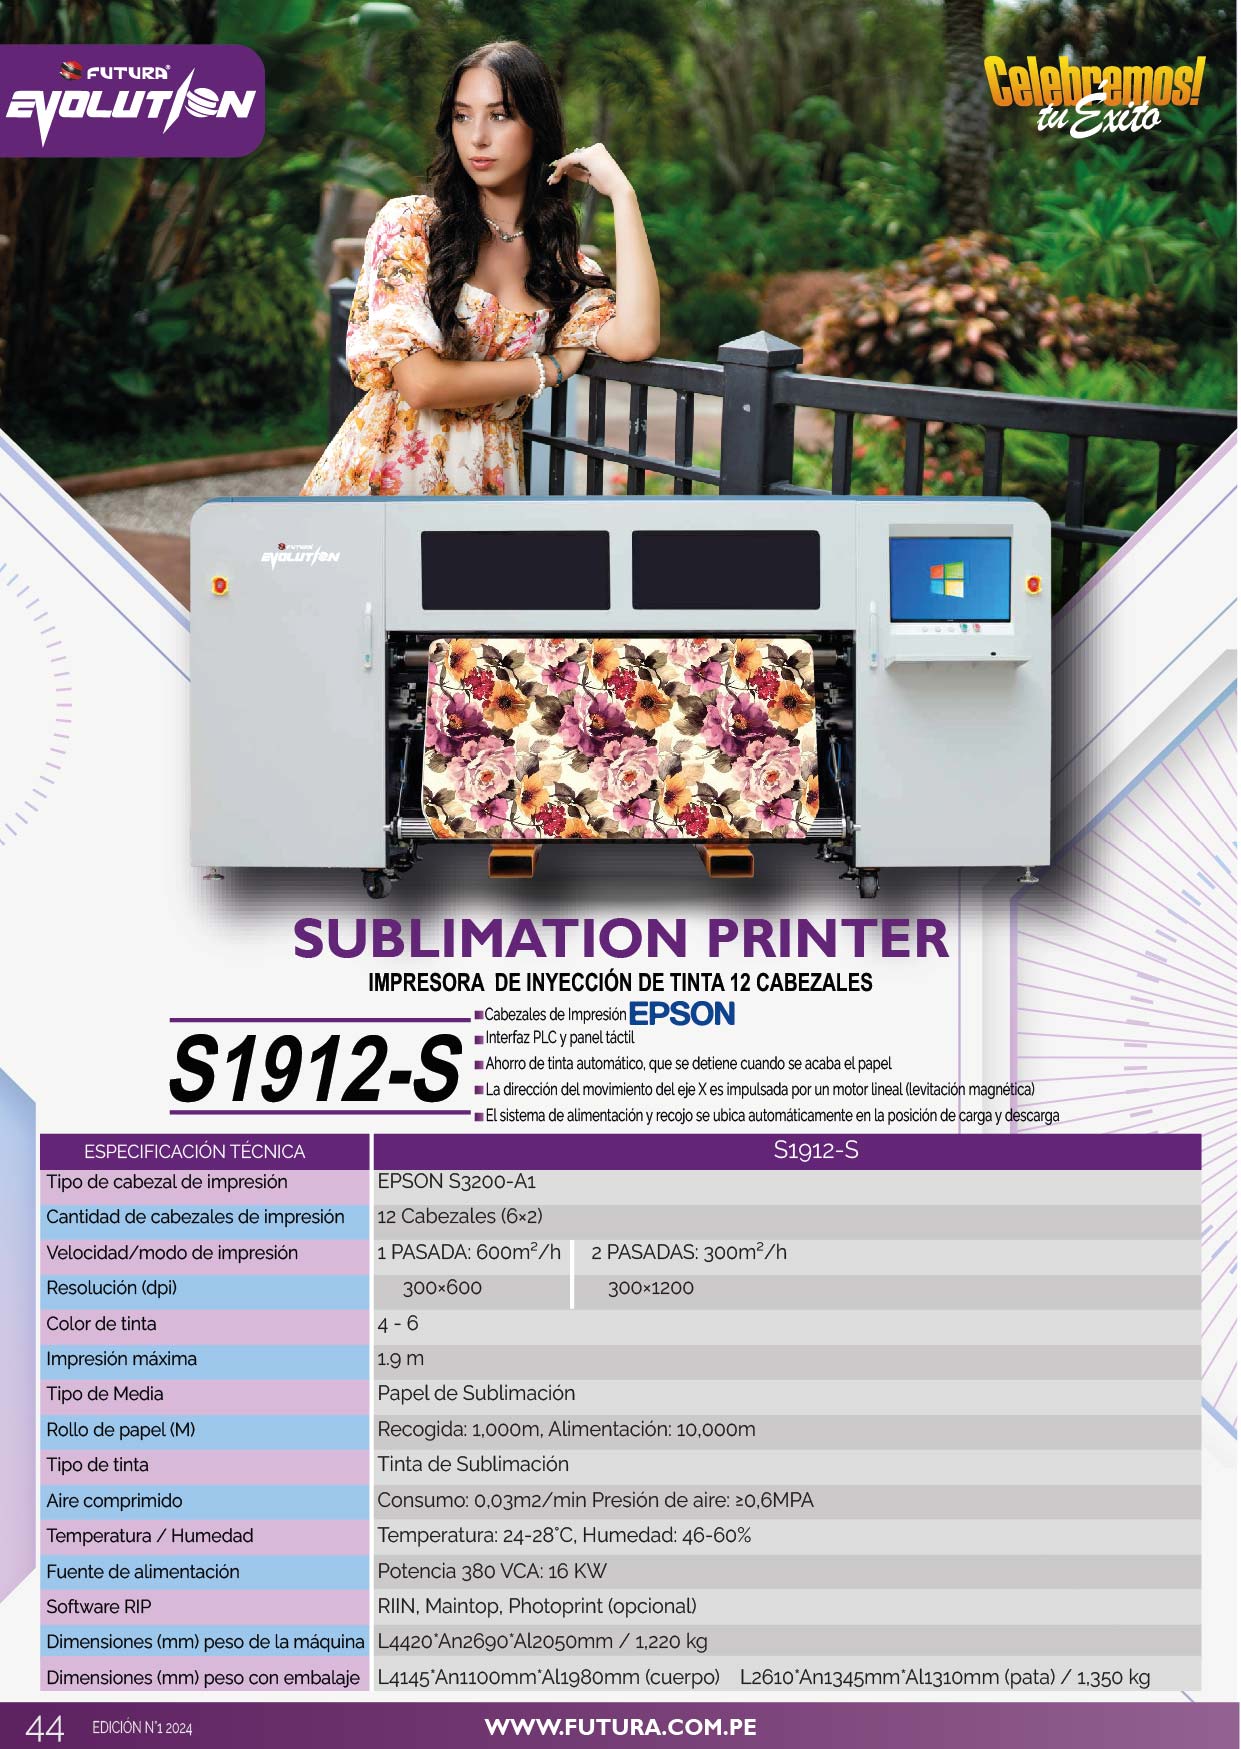 FUTURA®
EVOLUTION
Celebremos!
tu Éxito
FUTURA
EVOLUTION
SUBLIMATION PRINTER
IMPRESORA DE INYECCIÓN DE TINTA 12 CABEZALES
S1912-S
Cabezales de Impresión EPSON
Interfaz PLC y panel táctil
Ahorro de tinta automático, que se detiene cuando se acaba el papel
La dirección del movimiento del eje X es impulsada por un motor lineal (levitación magnética)
El sistema de alimentación y recojo se ubica automáticamente en la posición de carga y descarga
ESPECIFICACIÓN TÉCNICA S1912-S
Tipo de cabezal de impresión EPSON S3200-A1
Cantidad de cabezales de impresión 12 Cabezales (6×2)
Velocidad/modo de impresión 1 PASADA: 600m²/h 2 PASADAS: 300m²/h
Resolución (dpi) 300×600 300×1200
Color de tinta 4 - 6
Impresión máxima 1.9 m
Tipo de Media Papel de Sublimación
Rollo de papel (M) Recogida: 1,000m, Alimentación: 10,000m
Tipo de tinta Tinta de Sublimación
Aire comprimido Consumo: 0,03m2/min Presión de aire: ≥0,6MPA
Temperatura / Humedad Temperatura: 24-28°C, Humedad: 46-60%
Fuente de alimentación Potencia 380 VCA: 16 KW
Software RIP RIIN, Maintop, Photoprint (opcional)
Dimensiones (mm) peso de la máquina L4420*An2690*Al2050mm / 1,220 kg
Dimensiones (mm) peso con embalaje L4145*An1100mm*Al1980mm (cuerpo) L2610*An1345mm*Al1310mm (pata) / 1,350 kg
44 EDICIÓN N°1 2024 WWW.FUTURA.COM.PE